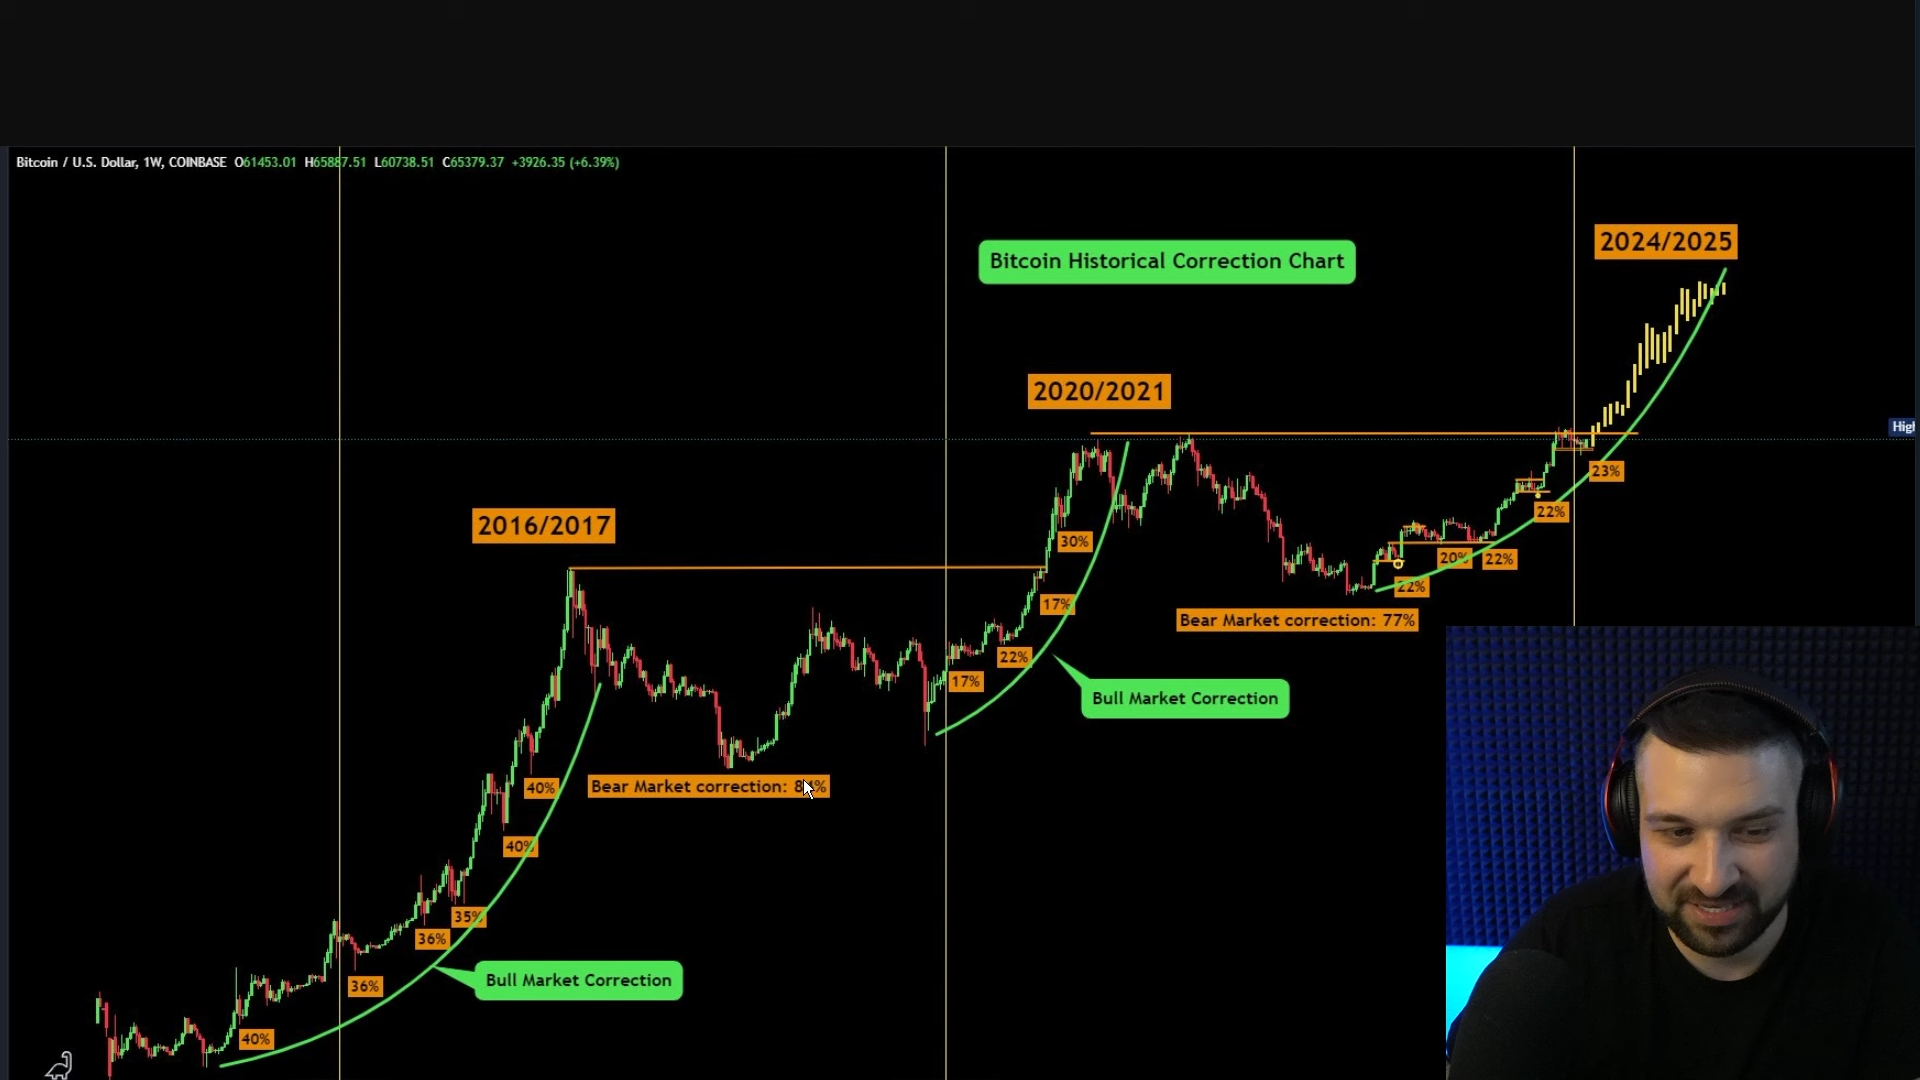 Bitcoin / U.S. Dollar, 1W, COINBASE O61453.01 H65887.51 L60738.51 C65379.37 +3926.35 (+6.39%)
2024/2025
Bitcoin Historical Correction Chart
2020/2021
High
2016/2017
23%
22%
30%
20%
22%
22%
17%
Bear Market correction: 77%
22%
17%
Bull Market Correction
40%
Bear Market correction:
40%
35%
36%
Bull Market Correction
36%
40%